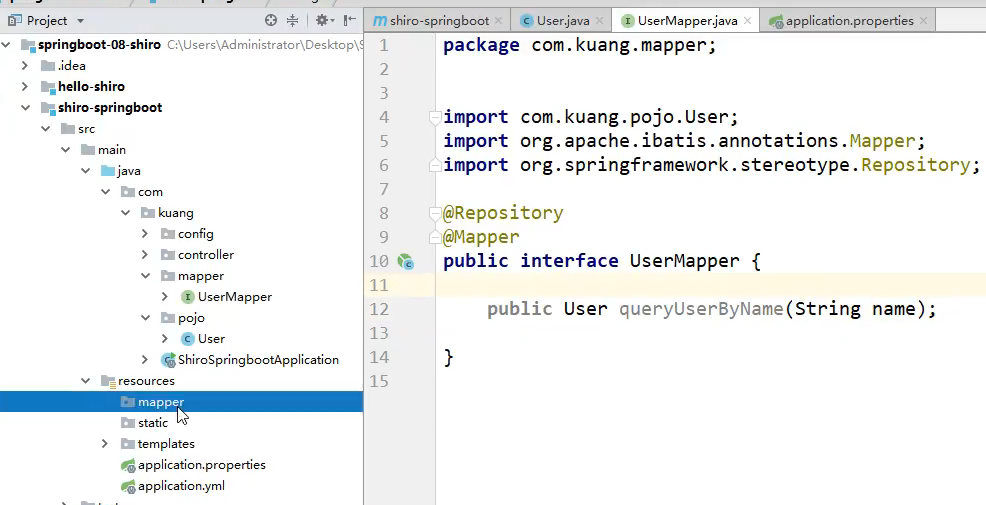 Project
springboot-08-shiro C:\Users\Administrator\Desktop\S
.idea
hello-shiro
shiro-springboot
src
main
java
com
kuang
config
controller
mapper
UserMapper
pojo
User
ShiroSpringbootApplication
resources
mapper
static
templates
application.properties
application.yml
shiro-springboot
User.java
UserMapper.java
application.properties
1 package com.kuang.mapper;
2
3
4 import com.kuang.pojo.User;
5 import org.apache.ibatis.annotations.Mapper;
6 import org.springframework.stereotype.Repository;
7
8 @Repository
9 @Mapper
10 public interface UserMapper {
11
12 public User queryUserByName(String name);
13
14 }
15